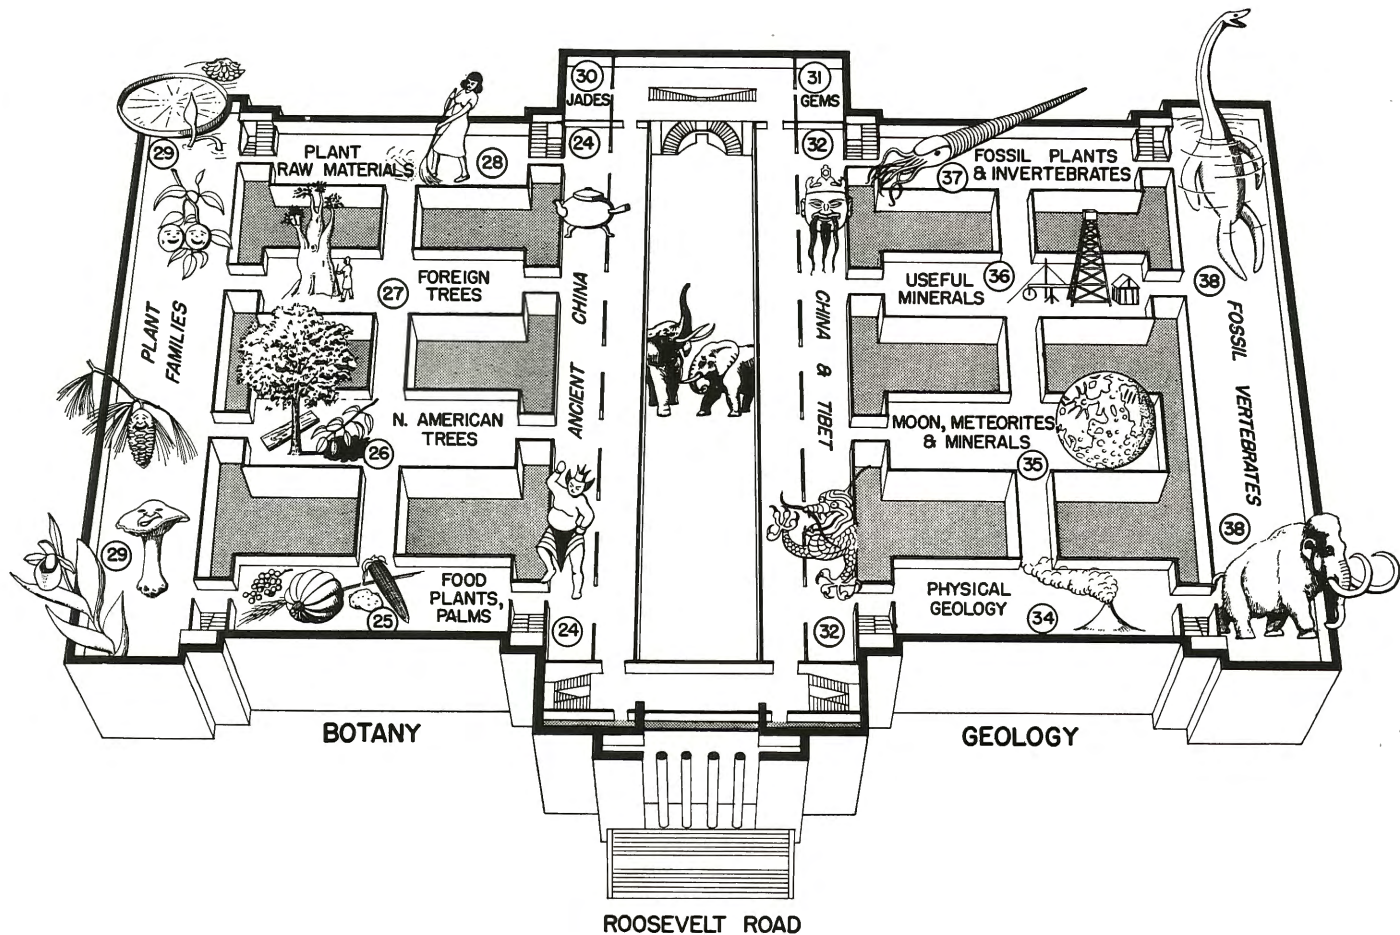 30
JADES
31
GEMS
24
32
29
PLANT
RAW MATERIALS
28
37
FOSSIL PLANTS
& INVERTEBRATES
FOREIGN
TREES
27
USEFUL
MINERALS
36
38
PLANT
FAMILIES
ANCIENT CHINA
CHINA & TIBET
FOSSIL VERTEBRATES
N. AMERICAN
TREES
26
MOON, METEORITES
& MINERALS
35
29
38
FOOD
PLANTS,
PALMS
25
24
32
PHYSICAL
GEOLOGY
34
BOTANY
GEOLOGY
ROOSEVELT ROAD